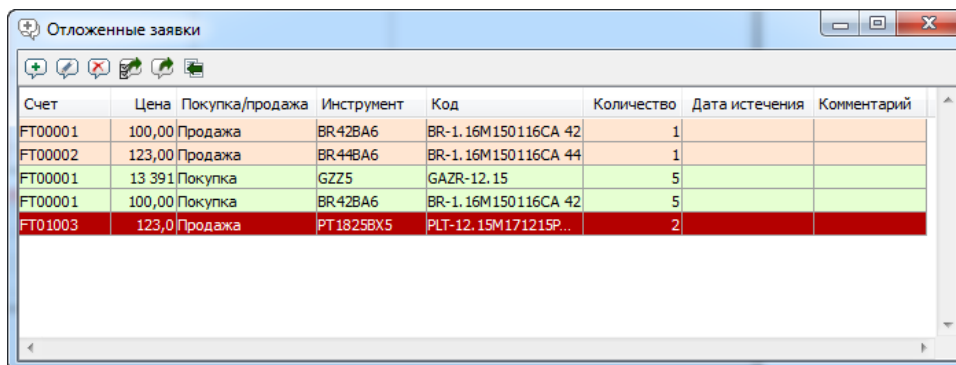 Отложенные заявки
Счет Цена Покупка/продажа Инструмент Код Количество Дата истечения Комментарий
FT00001 100,00 Продажа BR42BA6 BR-1.16M150116CA 42 1
FT00002 123,00 Продажа BR44BA6 BR-1.16M150116CA 44 1
FT00001 13 391 Покупка GZZ5 GAZR-12.15 5
FT00001 100,00 Покупка BR42BA6 BR-1.16M150116CA 42 5
FT01003 123,0 Продажа PT1825BX5 PLT-12.15M171215P... 2